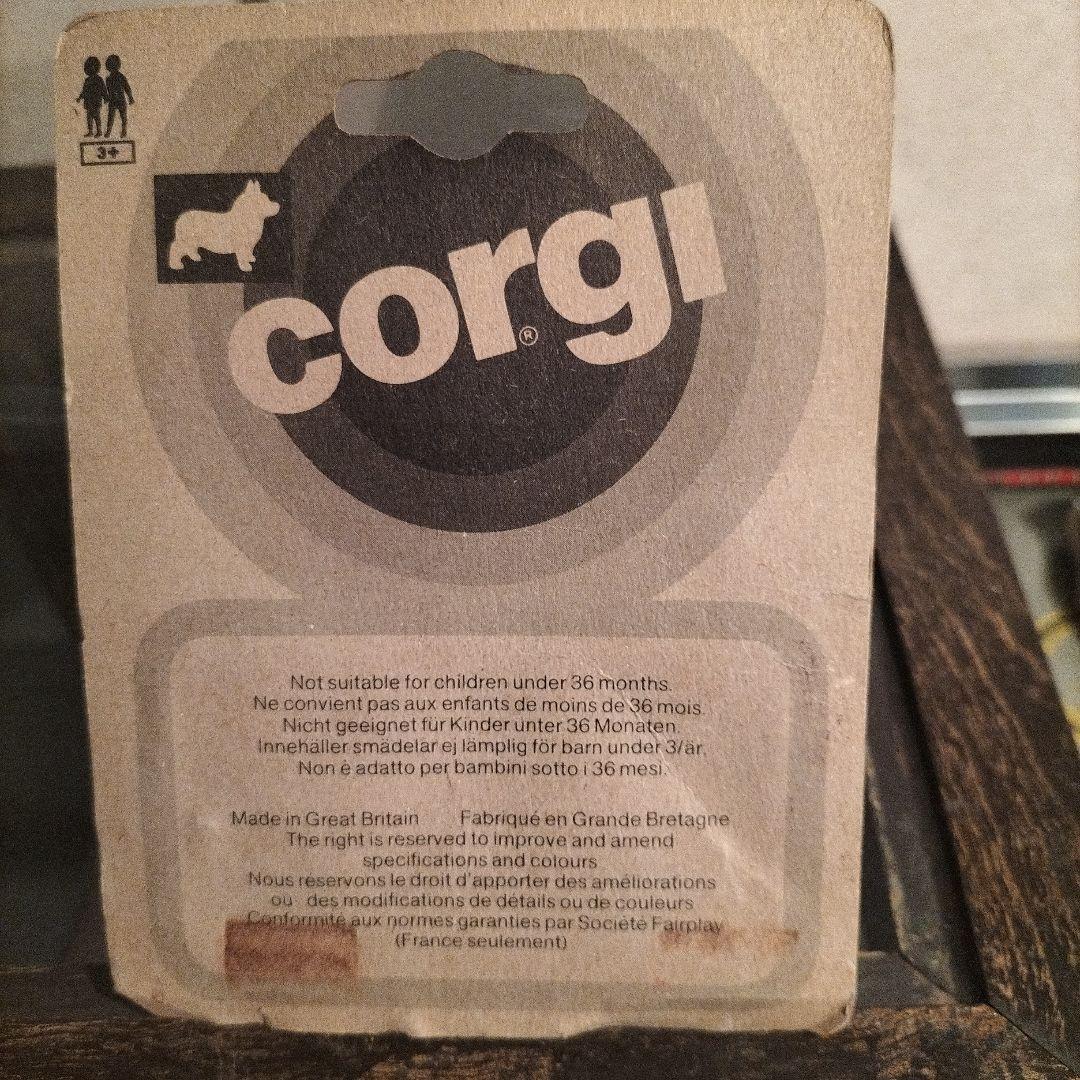 3+
corgi
®
Not suitable for children under 36 months.
Ne convient pas aux enfants de moins de 36 mois.
Nicht geeignet für Kinder unter 36 Monaten.
Innehäller smädelar ej lämplig för barn under 3/är.
Non è adatto per bambini sotto i 36 mesi.
Made in Great Britain Fabriqué en Grande Bretagne
The right is reserved to improve and amend
specifications and colours
Nous reservons le droit d'apporter des améliorations
ou des modifications de détails ou de couleurs
Conformité aux normes garanties par Société Fairplay
(France seulement)